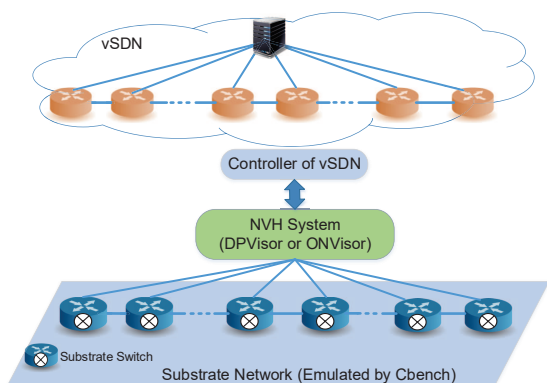 vSDN
Controller of vSDN
NVH System
(DPVisor or ONVisor)
Substrate Switch
Substrate Network (Emulated by Cbench)